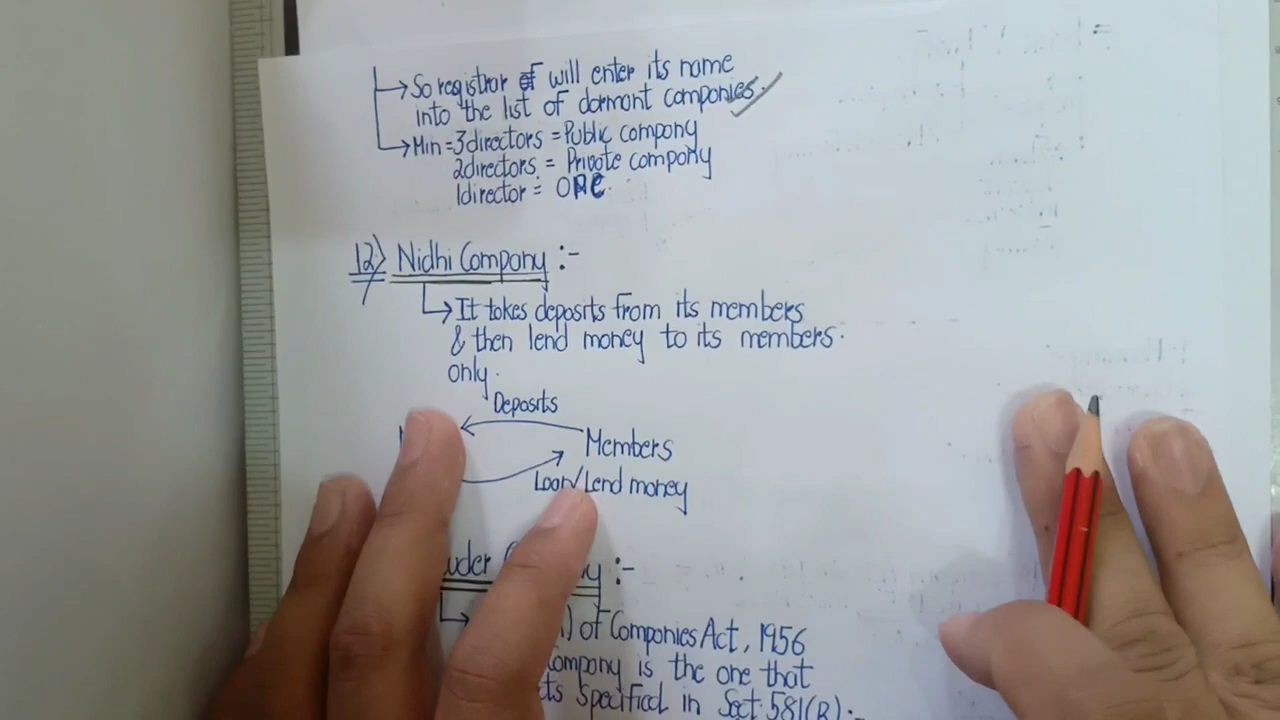 So registrar of will enter its name
into the list of dormant companies.
Min = 3 directors = Public company
2 directors. = Private company
1 director = OPC.
12) Nidhi Company :-
It takes deposits from its members
& then lend money to its members.
only.
Deposits
Members
Loan/Lend money
:-
of Companies Act, 1956
Company is the one that
specified in Sect. 581(B):-